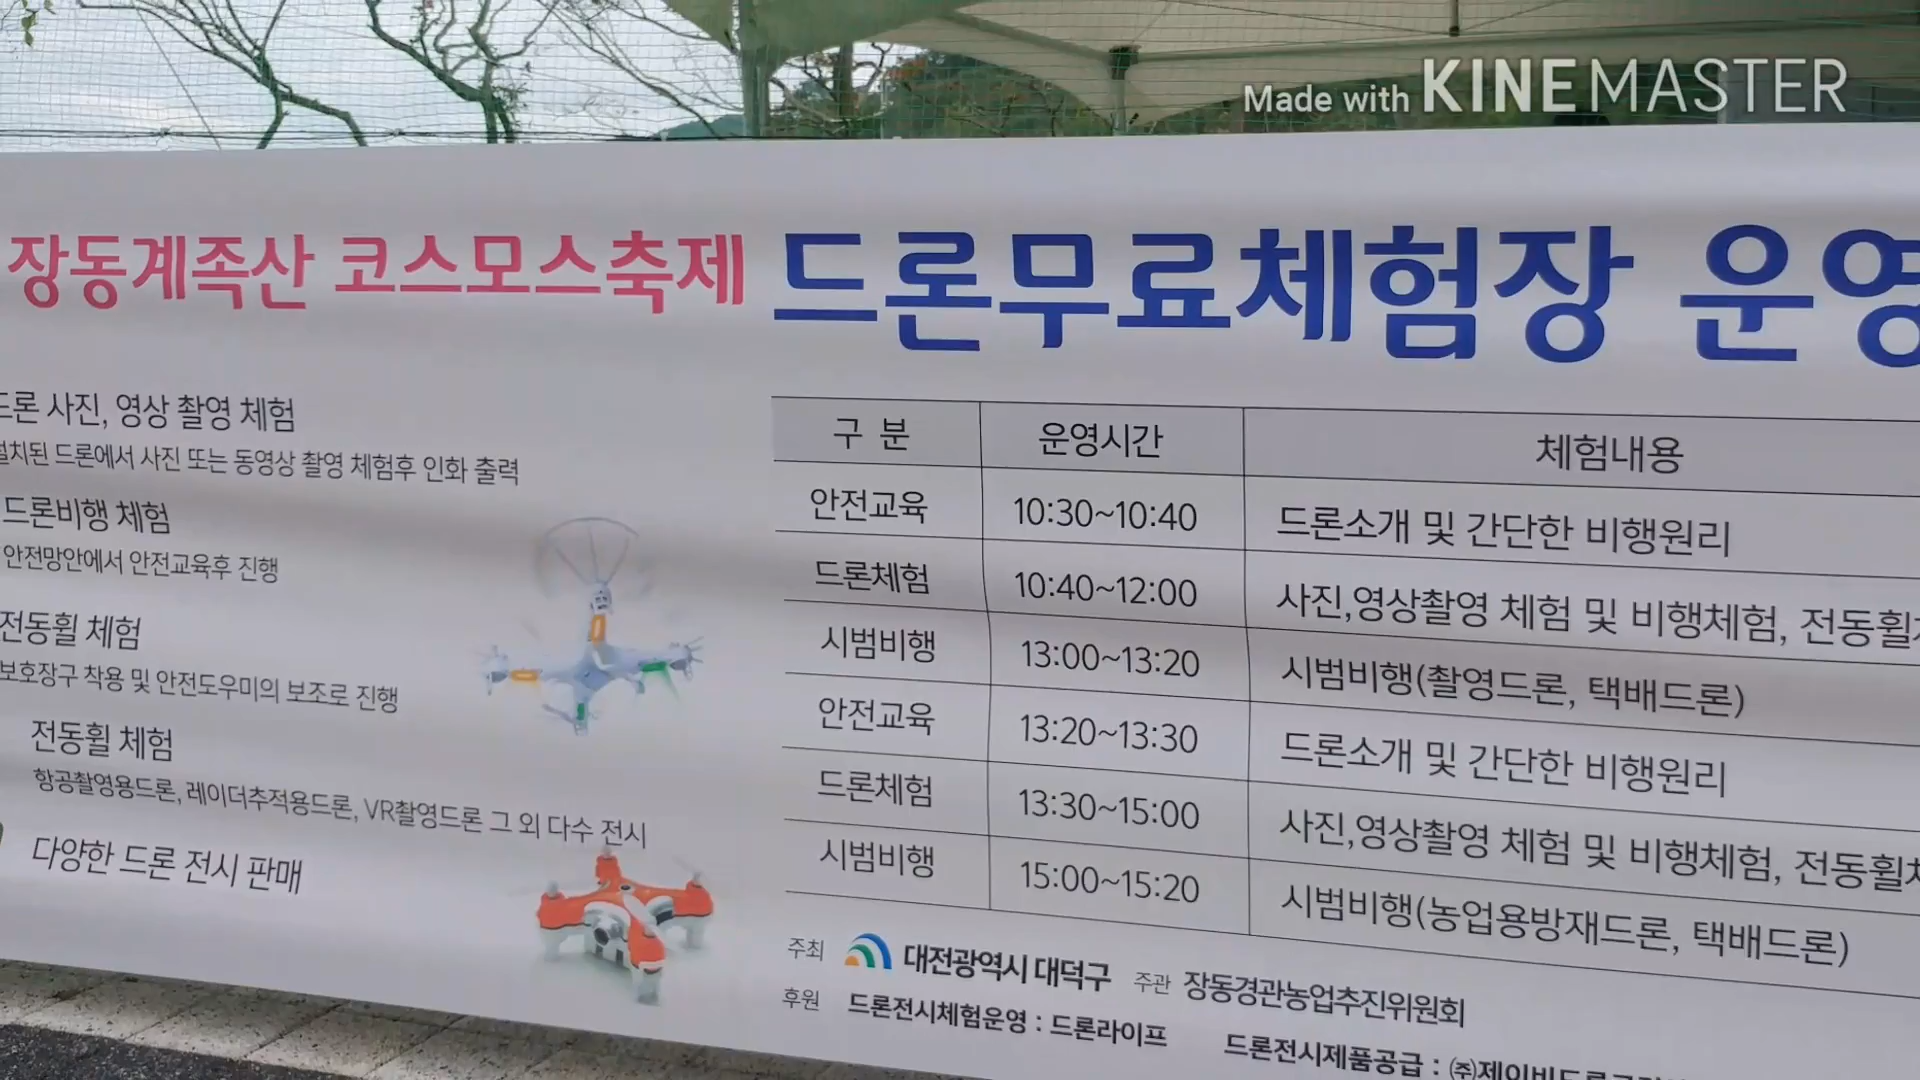 Made with KINEMASTER
장동계족산 코스모스축제 드론무료체험장 운영
드론 사진, 영상 촬영 체험
설치된 드론에서 사진 또는 동영상 촬영 체험후 인화 출력
드론비행 체험
안전망안에서 안전교육후 진행
전동휠 체험
보호장구 착용 및 안전도우미의 보조로 진행
전동휠 체험
항공촬영용드론, 레이더추적용드론, VR촬영드론 그 외 다수 전시
다양한 드론 전시 판매
구 분 운영시간 체험내용
안전교육 10:30~10:40 드론소개 및 간단한 비행원리
드론체험 10:40~12:00 사진,영상촬영 체험 및 비행체험, 전동휠체
시범비행 13:00~13:20 시범비행(촬영드론, 택배드론)
안전교육 13:20~13:30 드론소개 및 간단한 비행원리
드론체험 13:30~15:00 사진,영상촬영 체험 및 비행체험, 전동휠체
시범비행 15:00~15:20 시범비행(농업용방재드론, 택배드론)
주최 대전광역시 대덕구 주관 장동경관농업추진위원회
후원 드론전시체험운영 : 드론라이프 드론전시제품공급 :